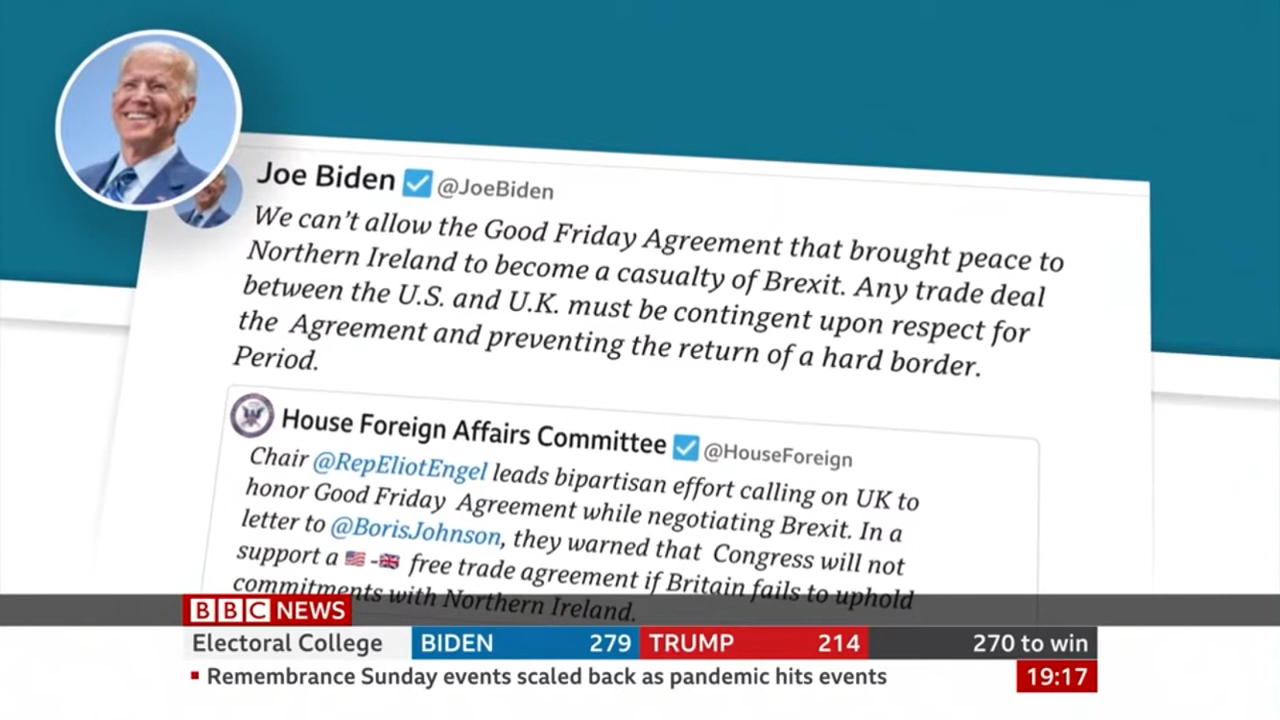 Joe Biden @JoeBiden
We can't allow the Good Friday Agreement that brought peace to
Northern Ireland to become a casualty of Brexit. Any trade deal
between the U.S. and U.K. must be contingent upon respect for
the Agreement and preventing the return of a hard border.
Period.
House Foreign Affairs Committee @HouseForeign
Chair @RepEliotEngel leads bipartisan effort calling on UK to
honor Good Friday Agreement while negotiating Brexit. In a
letter to @BorisJohnson, they warned that Congress will not
support a 🇺🇸-🇬🇧 free trade agreement if Britain fails to uphold
commitments with Northern Ireland.
BBC NEWS
Electoral College BIDEN 279 TRUMP 214 270 to win
Remembrance Sunday events scaled back as pandemic hits events 19:17